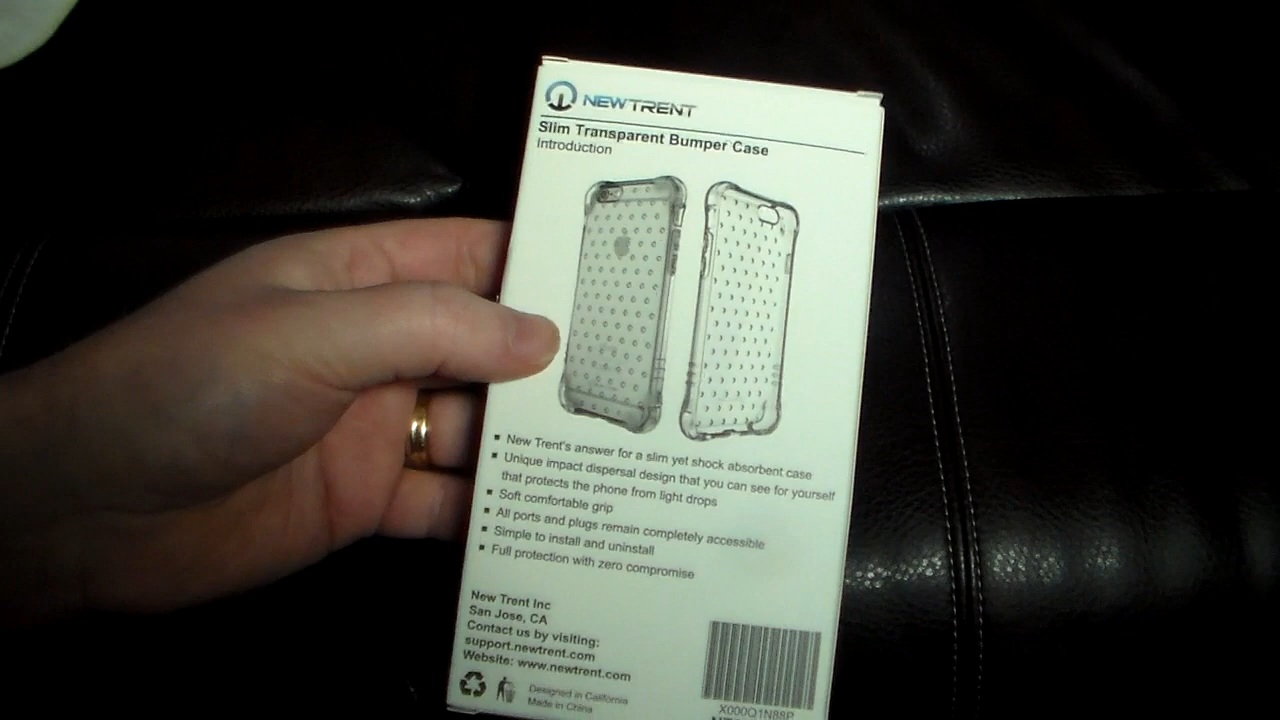 NEWTRENT
Slim Transparent Bumper Case
Introduction
▪ New Trent's answer for a slim yet shock absorbent case
▪ Unique impact dispersal design that you can see for yourself
that protects the phone from light drops
▪ Soft comfortable grip
▪ All ports and plugs remain completely accessible
▪ Simple to install and uninstall
▪ Full protection with zero compromise
New Trent Inc
San Jose, CA
Contact us by visiting:
support.newtrent.com
Website: www.newtrent.com
Designed in California
Made in China
X000Q1N88P